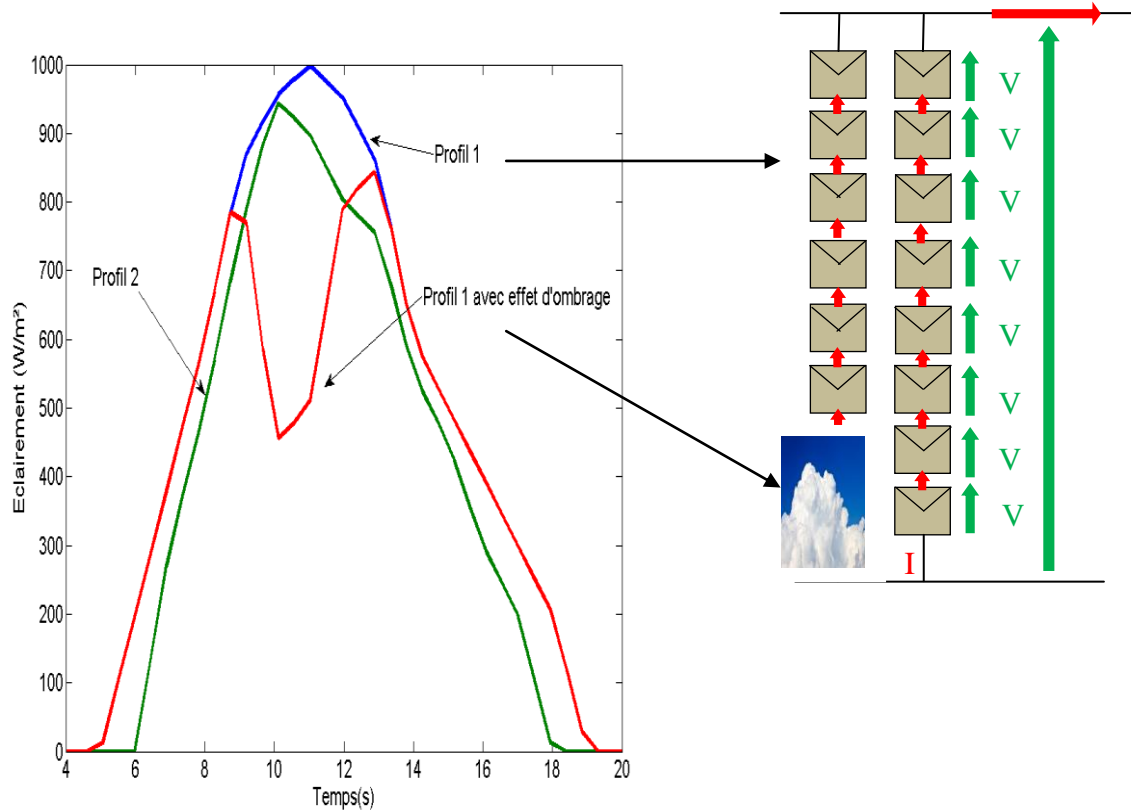 1000
900
800
700
600
500
400
300
200
100
0
4 6 8 10 12 14 16 18 20
Eclairement (W/m²)
Temps(s)
Profil 1
Profil 2
Profil 1 avec effet d'ombrage
V
V
V
V
V
V
V
V
I